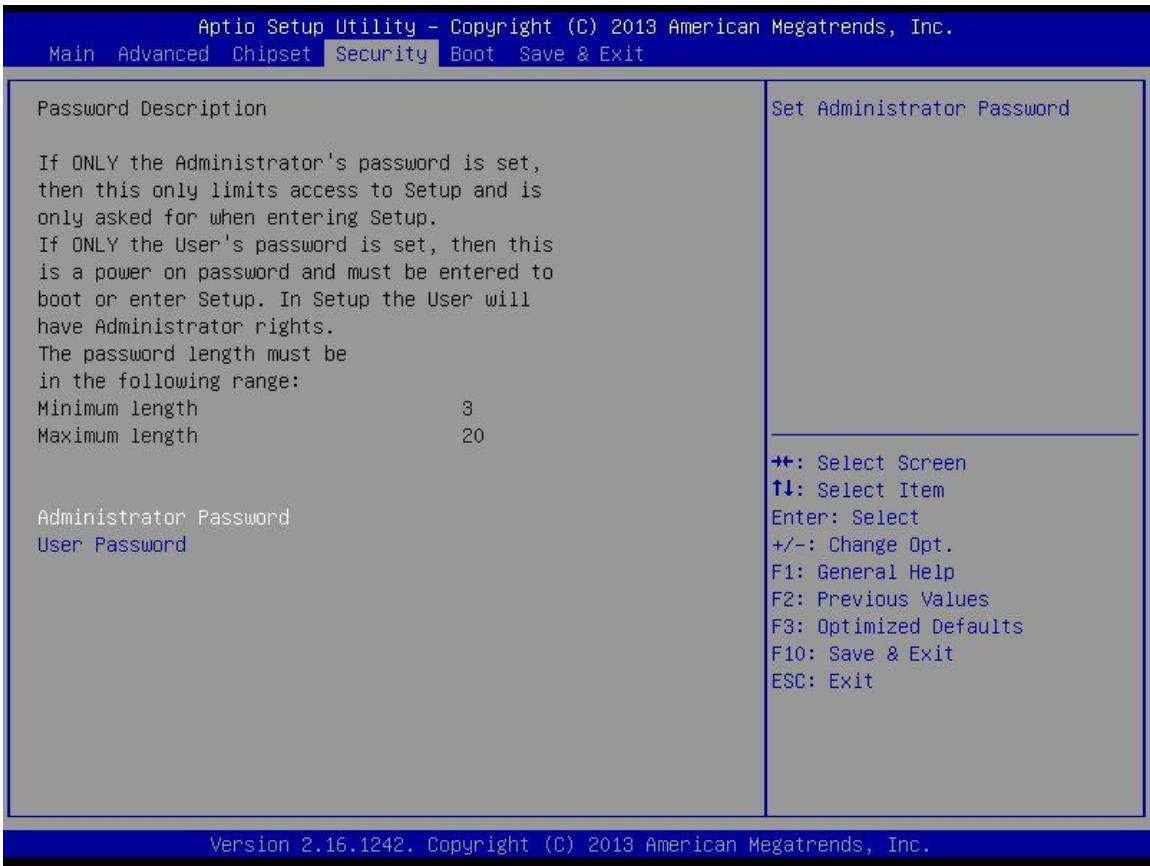 Aptio Setup Utility – Copyright (C) 2013 American Megatrends, Inc.
Main Advanced Chipset Security Boot Save & Exit
Password Description
If ONLY the Administrator's password is set,
then this only limits access to Setup and is
only asked for when entering Setup.
If ONLY the User's password is set, then this
is a power on password and must be entered to
boot or enter Setup. In Setup the User will
have Administrator rights.
The password length must be
in the following range:
Minimum length 3
Maximum length 20
Administrator Password
User Password
Set Administrator Password
→←: Select Screen
↑↓: Select Item
Enter: Select
+/-: Change Opt.
F1: General Help
F2: Previous Values
F3: Optimized Defaults
F10: Save & Exit
ESC: Exit
Version 2.16.1242. Copyright (C) 2013 American Megatrends, Inc.